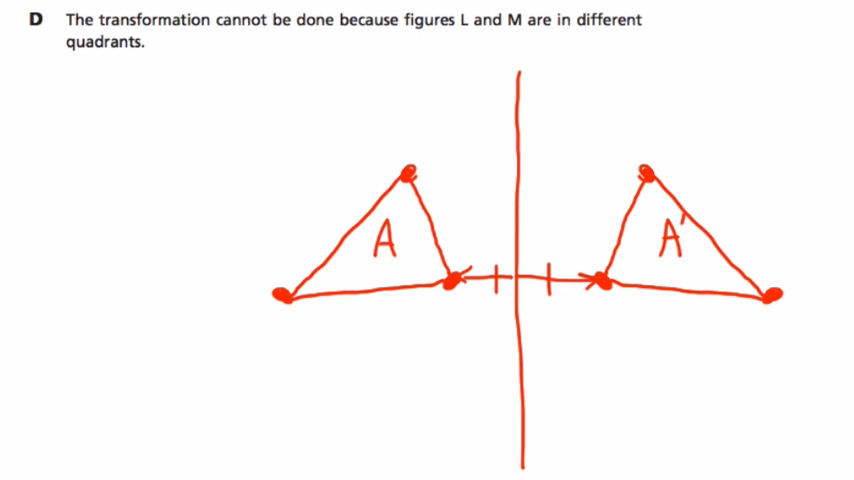 D The transformation cannot be done because figures L and M are in different
quadrants.
A A'